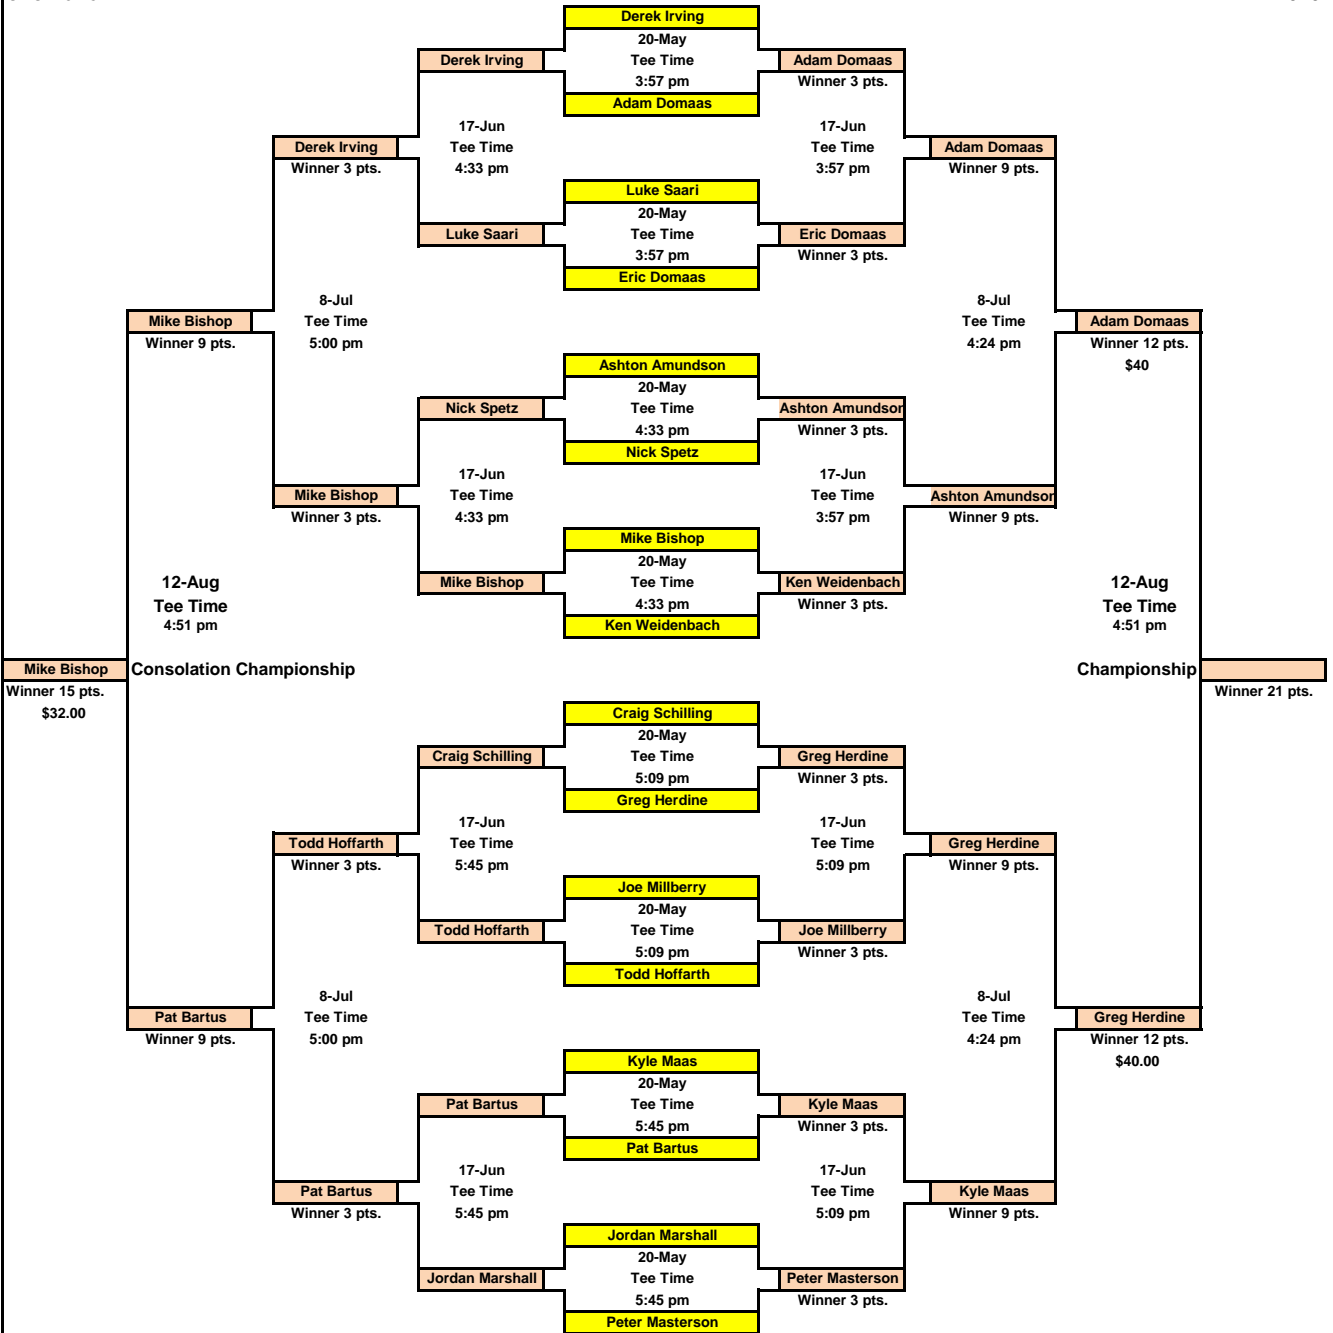 Derek Irving
20-May
Derek Irving Tee Time Adam Domaas
3:57 pm Winner 3 pts.
Adam Domaas
17-Jun 17-Jun
Derek Irving Tee Time Tee Time Adam Domaas
Winner 3 pts. 4:33 pm 3:57 pm Winner 9 pts.
Luke Saari
20-May
Luke Saari Tee Time Eric Domaas
3:57 pm Winner 3 pts.
Eric Domaas
8-Jul 8-Jul
Mike Bishop Tee Time Tee Time Adam Domaas
Winner 9 pts. 5:00 pm 4:24 pm Winner 12 pts.
Ashton Amundson $40
20-May
Nick Spetz Tee Time Ashton Amundson
4:33 pm Winner 3 pts.
Nick Spetz
17-Jun 17-Jun
Mike Bishop Tee Time Tee Time Ashton Amundson
Winner 3 pts. 4:33 pm 3:57 pm Winner 9 pts.
Mike Bishop
20-May
12-Aug Mike Bishop Tee Time Ken Weidenbach 12-Aug
Tee Time 4:33 pm Winner 3 pts. Tee Time
4:51 pm Ken Weidenbach 4:51 pm
Mike Bishop Consolation Championship Championship
Winner 15 pts. Winner 21 pts.
$32.00 Craig Schilling
20-May
Craig Schilling Tee Time Greg Herdine
5:09 pm Winner 3 pts.
Greg Herdine
17-Jun 17-Jun
Todd Hoffarth Tee Time Tee Time Greg Herdine
Winner 3 pts. 5:45 pm 5:09 pm Winner 9 pts.
Joe Millberry
20-May
Todd Hoffarth Tee Time Joe Millberry
5:09 pm Winner 3 pts.
Todd Hoffarth
8-Jul 8-Jul
Pat Bartus Tee Time Tee Time Greg Herdine
Winner 9 pts. 5:00 pm 4:24 pm Winner 12 pts.
Kyle Maas $40.00
20-May
Pat Bartus Tee Time Kyle Maas
5:45 pm Winner 3 pts.
Pat Bartus
17-Jun 17-Jun
Pat Bartus Tee Time Tee Time Kyle Maas
Winner 3 pts. 5:45 pm 5:09 pm Winner 9 pts.
Jordan Marshall
20-May
Jordan Marshall Tee Time Peter Masterson
5:45 pm Winner 3 pts.
Peter Masterson